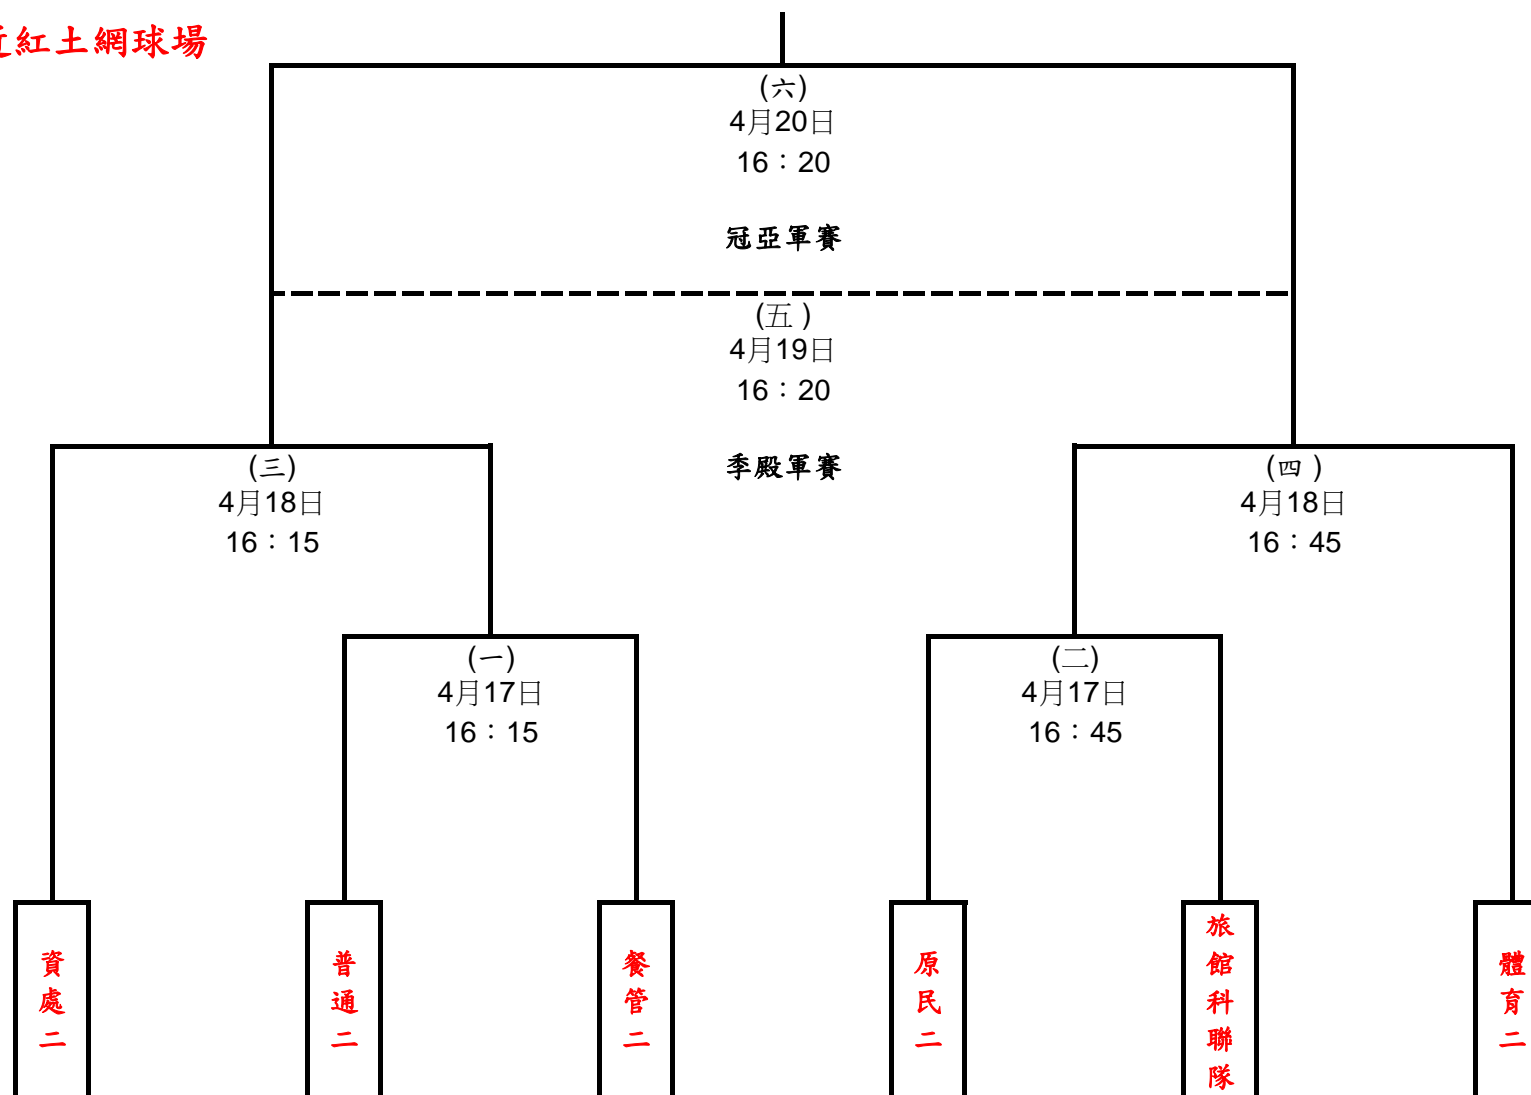 近紅土網球場
(六)
4月20日
16：20
冠亞軍賽
(五 )
4月19日
16：20
季殿軍賽
(三)
4月18日
16：15
(四 )
4月18日
16：45
(一)
4月17日
16：15
(二)
4月17日
16：45
資處二
普通二
餐管二
原民二
旅館科聯隊
體育二